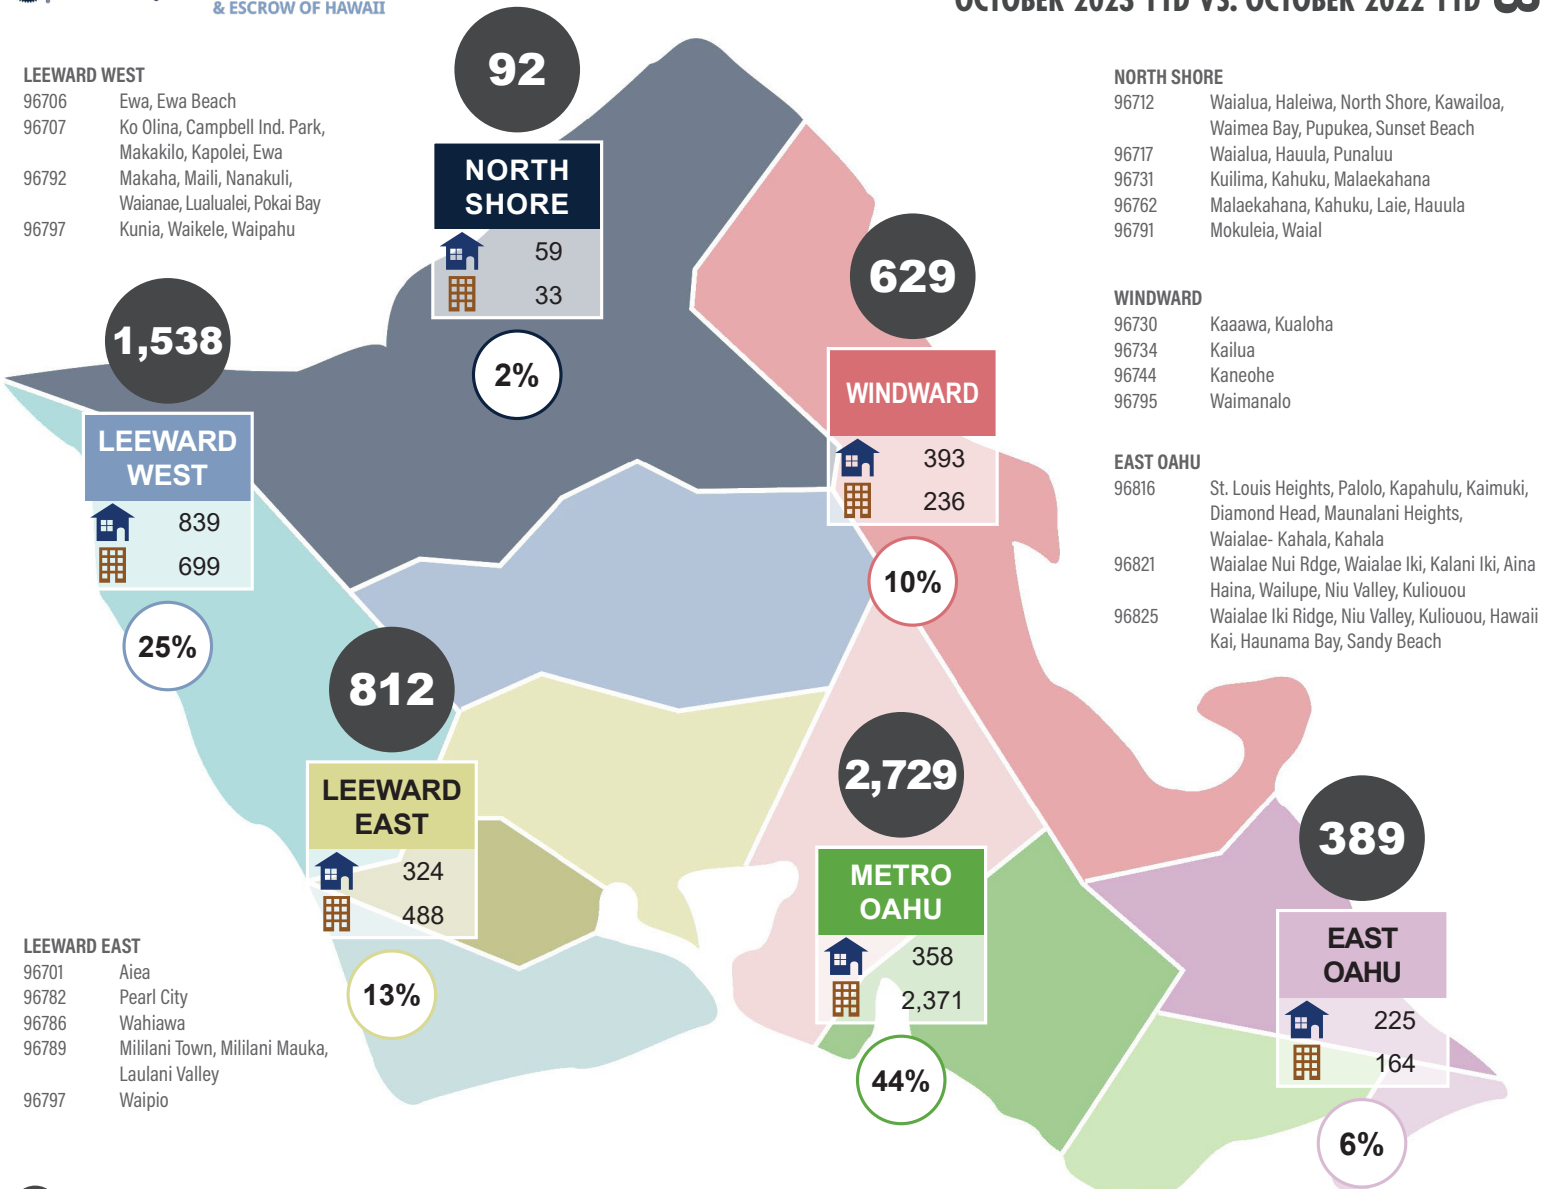 & ESCROW OF HAWAII
OCTOBER 2023 YTD VS. OCTOBER 2022 YTD
LEEWARD WEST
96706 Ewa, Ewa Beach
96707 Ko Olina, Campbell Ind. Park,
Makakilo, Kapolei, Ewa
96792 Makaha, Maili, Nanakuli,
Waianae, Lualualei, Pokai Bay
96797 Kunia, Waikele, Waipahu
92
NORTH
SHORE
59
33
2%
NORTH SHORE
96712 Waialua, Haleiwa, North Shore, Kawailoa,
Waimea Bay, Pupukea, Sunset Beach
96717 Waialua, Hauula, Punaluu
96731 Kuilima, Kahuku, Malaekahana
96762 Malaekahana, Kahuku, Laie, Hauula
96791 Mokuleia, Waial
WINDWARD
96730 Kaaawa, Kualoha
96734 Kailua
96744 Kaneohe
96795 Waimanalo
EAST OAHU
96816 St. Louis Heights, Palolo, Kapahulu, Kaimuki,
Diamond Head, Maunalani Heights,
Waialae- Kahala, Kahala
96821 Waialae Nui Rdge, Waialae Iki, Kalani Iki, Aina
Haina, Wailupe, Niu Valley, Kuliouou
96825 Waialae Iki Ridge, Niu Valley, Kuliouou, Hawaii
Kai, Haunama Bay, Sandy Beach
629
WINDWARD
393
236
10%
1,538
LEEWARD
WEST
839
699
25%
812
LEEWARD
EAST
324
488
13%
2,729
METRO
OAHU
358
2,371
44%
389
EAST
OAHU
225
164
6%
LEEWARD EAST
96701 Aiea
96782 Pearl City
96786 Wahiawa
96789 Mililani Town, Mililani Mauka,
Laulani Valley
96797 Waipio